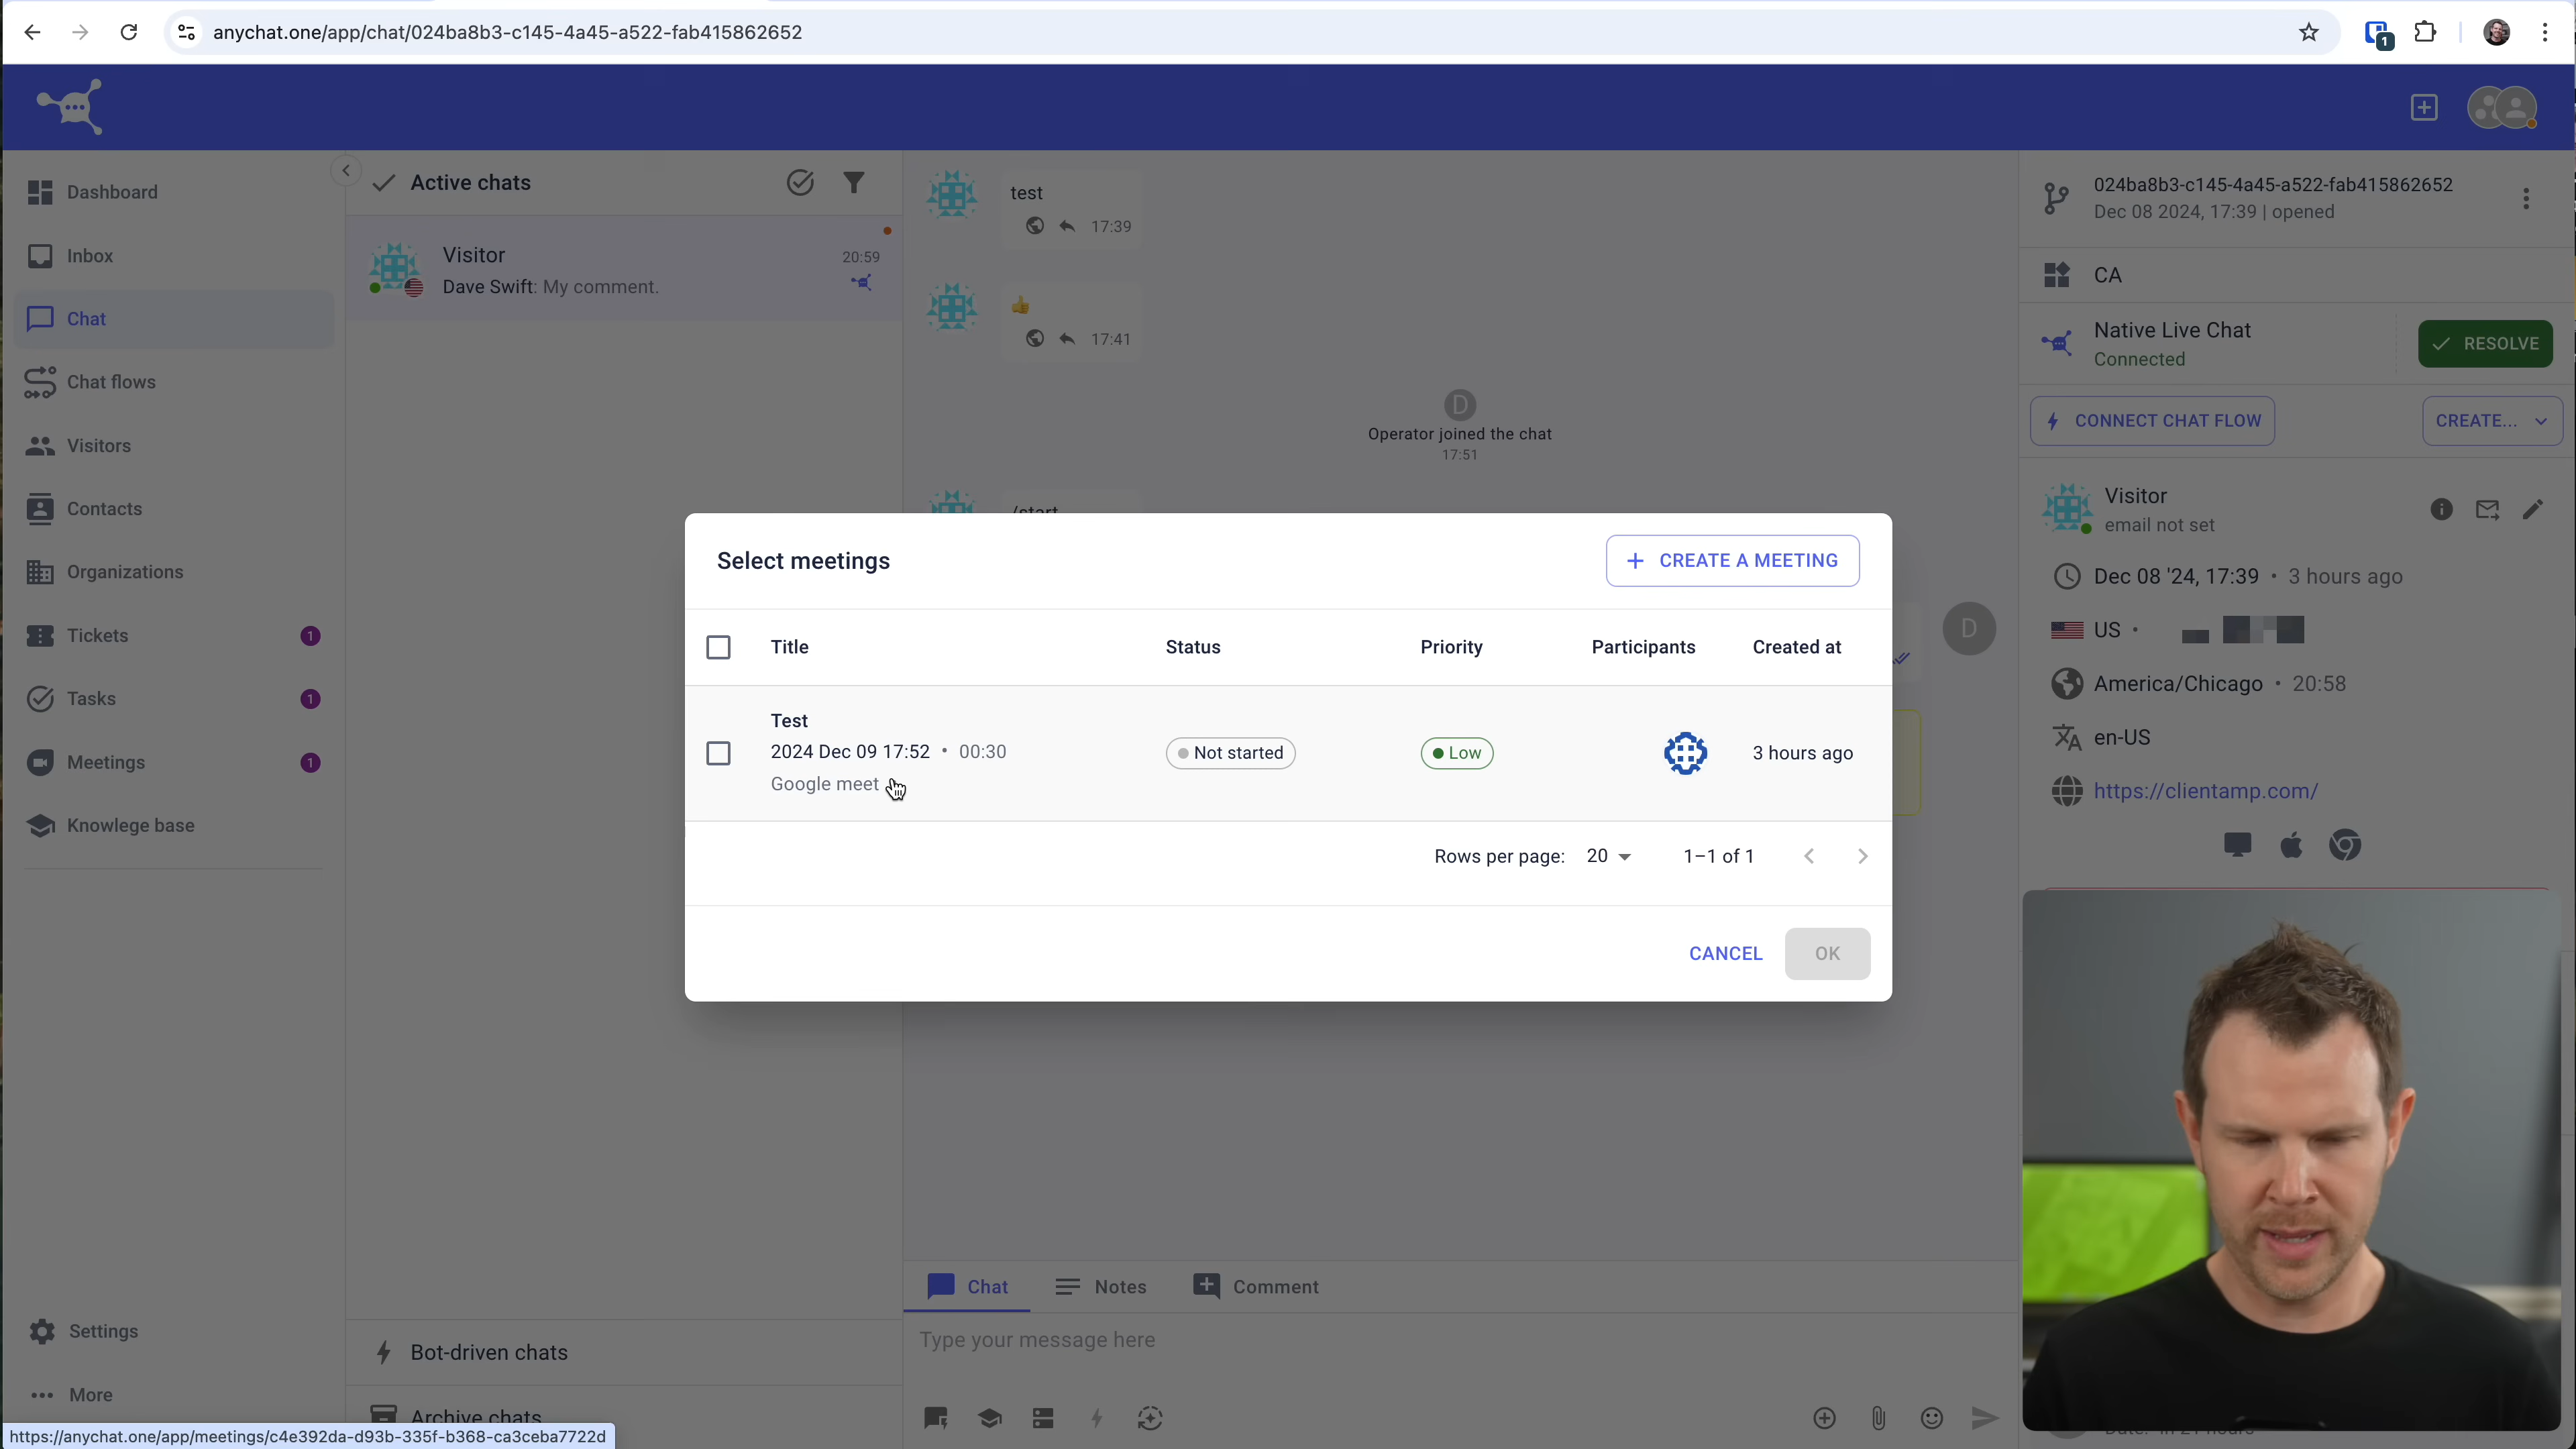 anychat.one/app/chat/024ba8b3-c145-4a45-a522-fab415862652
1
Dashboard
Inbox
Chat
Chat flows
Visitors
Contacts
Organizations
Tickets 1
Tasks 1
Meetings 1
Knowlege base
Settings
More
Active chats
Visitor 20:59
Dave Swift: My comment.
Bot-driven chats
Archive chats
test
17:39
17:41
D
Operator joined the chat
17:51
/start
D
Select meetings
CREATE A MEETING
Title Status Priority Participants Created at
Test
2024 Dec 09 17:52 • 00:30
Google meet
Not started
Low
3 hours ago
Rows per page: 20 1–1 of 1
CANCEL OK
Chat Notes Comment
Type your message here
024ba8b3-c145-4a45-a522-fab415862652
Dec 08 2024, 17:39 | opened
CA
Native Live Chat
Connected
RESOLVE
CONNECT CHAT FLOW
CREATE...
Visitor
email not set
Dec 08 '24, 17:39 • 3 hours ago
US •
America/Chicago • 20:58
en-US
https://clientamp.com/
https://anychat.one/app/meetings/c4e392da-d93b-335f-b368-ca3ceba7722d